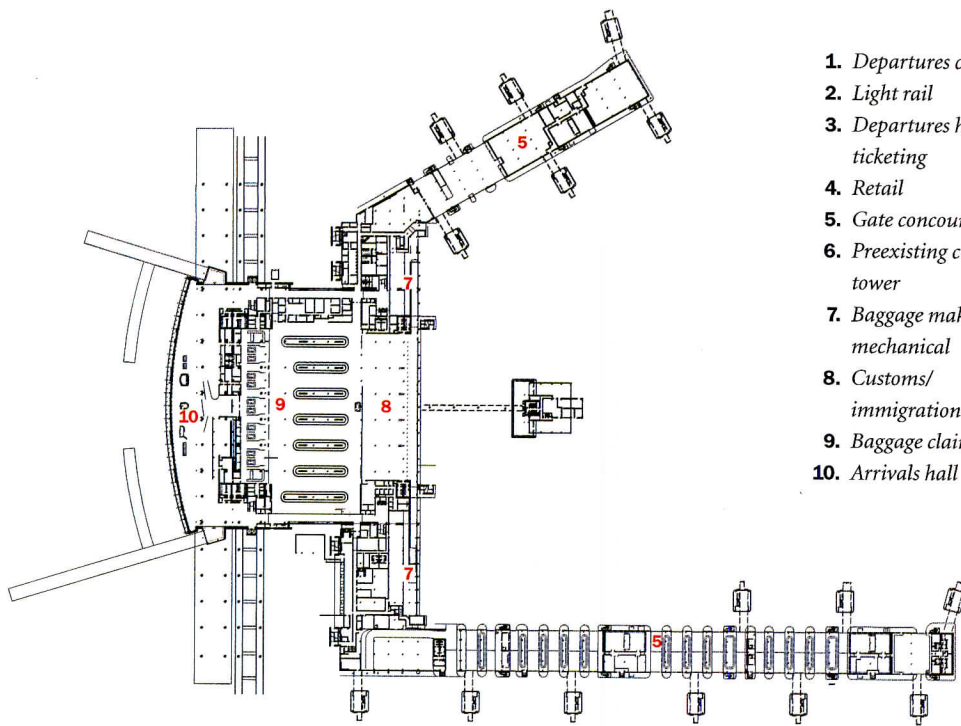 1. Departures
2. Light rail
3. Departures
ticketing
4. Retail
5. Gate
6. Preexisting
tower
7. Baggage
mechanical
8. Customs/
immigration
9. Baggage
10. Arrivals hall
5
7
9
8
10
7
5